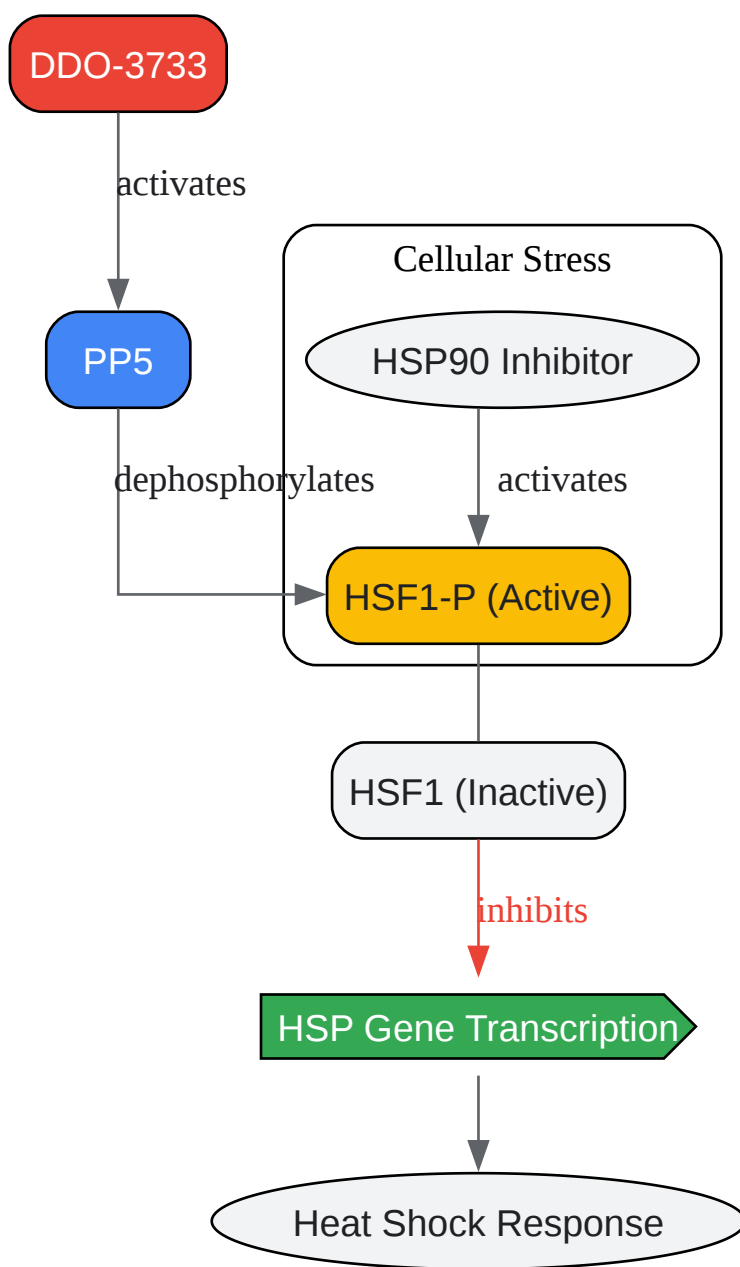 DDO-3733
activates
Cellular Stress
PP5
HSP90 Inhibitor
dephosphorylates
activates
HSF1-P (Active)
HSF1 (Inactive)
inhibits
HSP Gene Transcription
Heat Shock Response